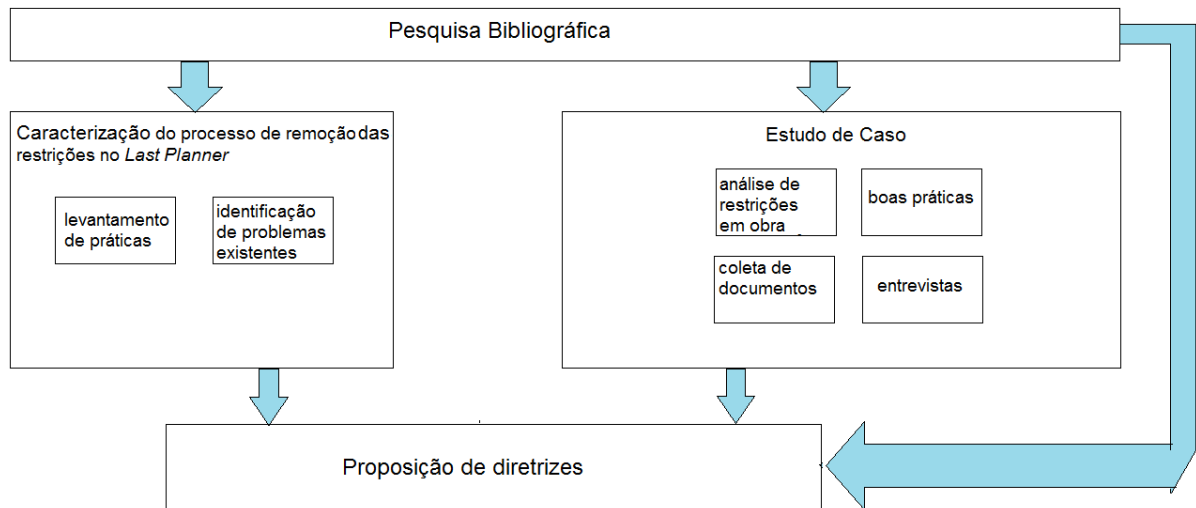 Pesquisa Bibliográfica
Caracterização do processo de remoção das
restrições no Last Planner
levantamento
de práticas
identificação
de problemas
existentes
Estudo de Caso
análise de
restrições
em obra
boas práticas
coleta de
documentos
entrevistas
Proposição de diretrizes